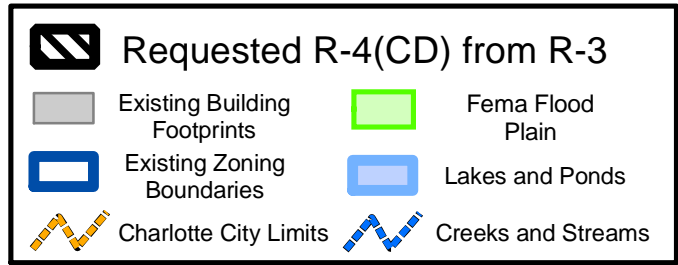 Requested R-4(CD) from R-3
Existing Building
Footprints
Fema Flood
Plain
Existing Zoning
Boundaries
Lakes and Ponds
Charlotte City Limits
Creeks and Streams